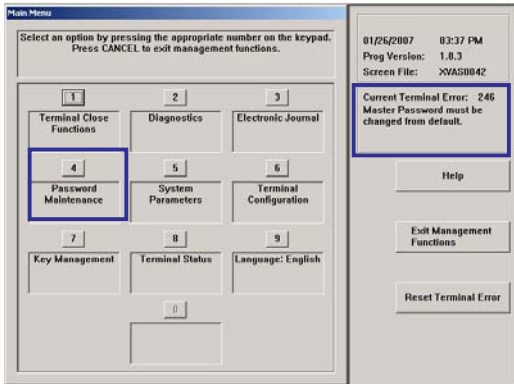 Main Menu
Select an option by pressing the appropriate
number on the keypad.
Press CANCEL to exit management functions.
1
Terminal Close
Functions
2
Diagnostics
3
Electronic Journal
4
Password
Maintenance
5
System
Parameters
6
Terminal
Configuration
7
Key Management
8
Terminal Status
9
Language: English
0
01/26/2007 03:37 PM
Prog Version: 1.8.3
Screen File: XVAS0042
Current Terminal Error: 246
Master Password must be
changed from default.
Help
Exit Management
Functions
Reset Terminal Error